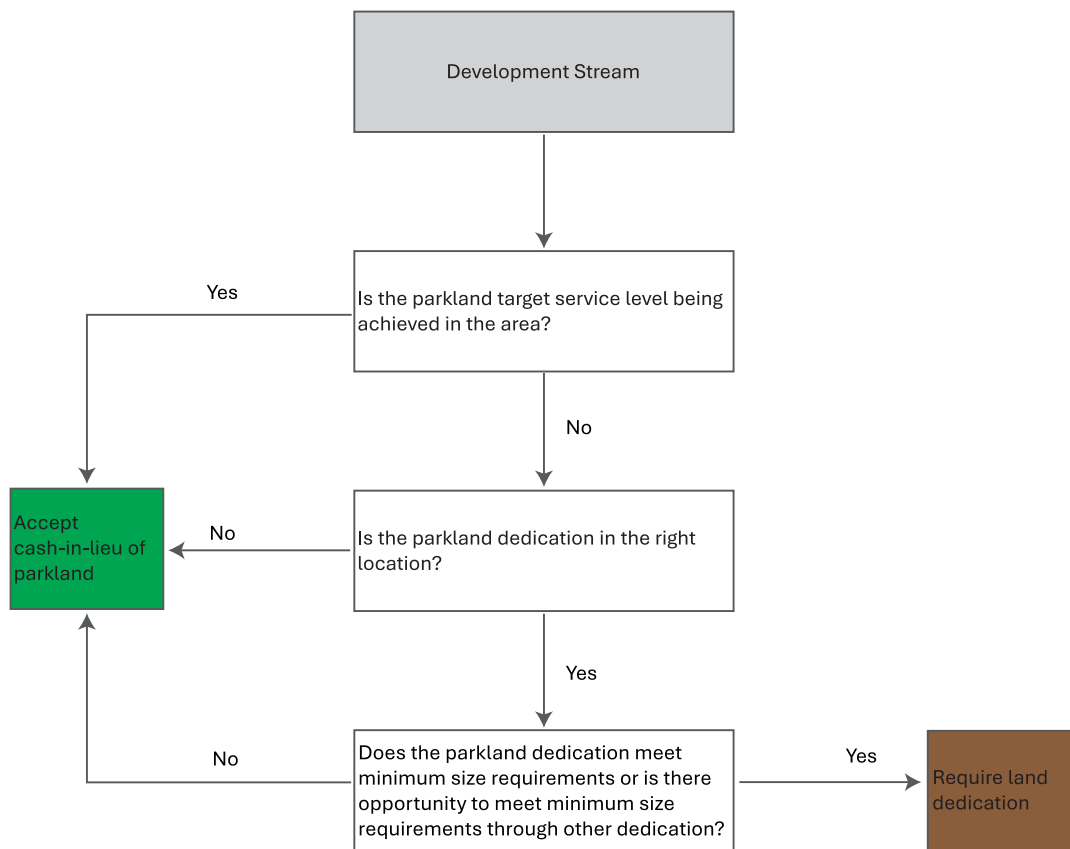 Development Stream
Yes
Is the parkland target service level being
achieved in the area?
No
Accept
cash-in-lieu of
parkland
No
Is the parkland dedication in the right
location?
Yes
No
Does the parkland dedication meet
minimum size requirements or is there
opportunity to meet minimum size
requirements through other dedication?
Yes
Require land
dedication